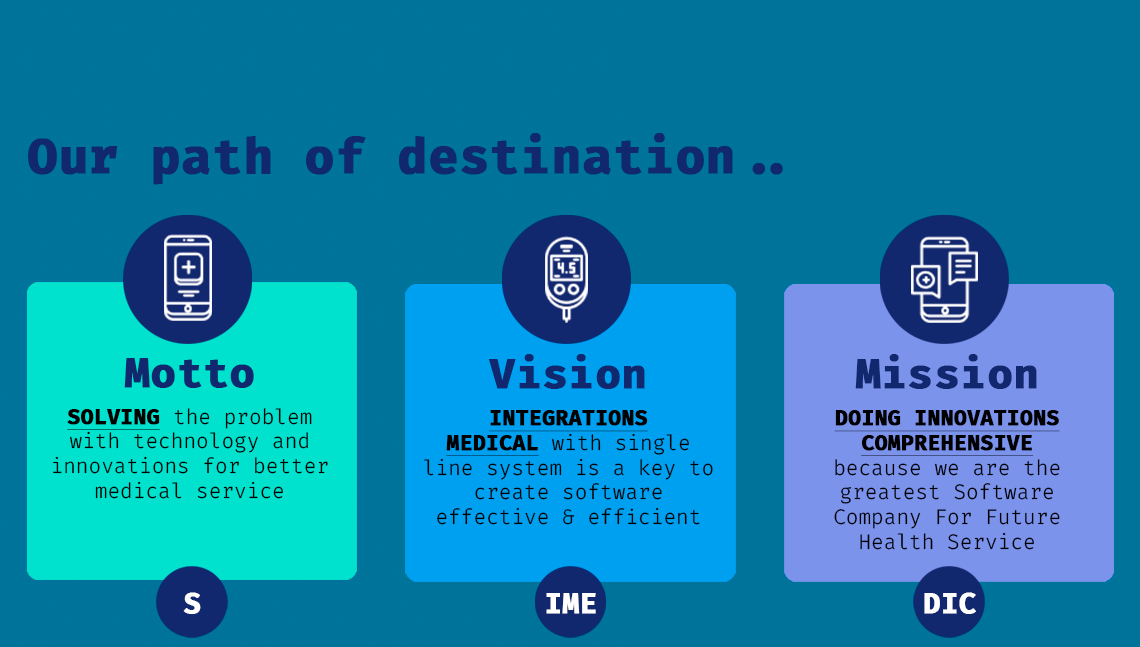 Our path of destination..
4.5
Motto
SOLVING the problem
with technology and
innovations for better
medical service
S
Vision
INTEGRATIONS
MEDICAL with single
line system is a key to
create software
effective & efficient
IME
Mission
DOING INNOVATIONS
COMPREHENSIVE
because we are the
greatest Software
Company For Future
Health Service
DIC